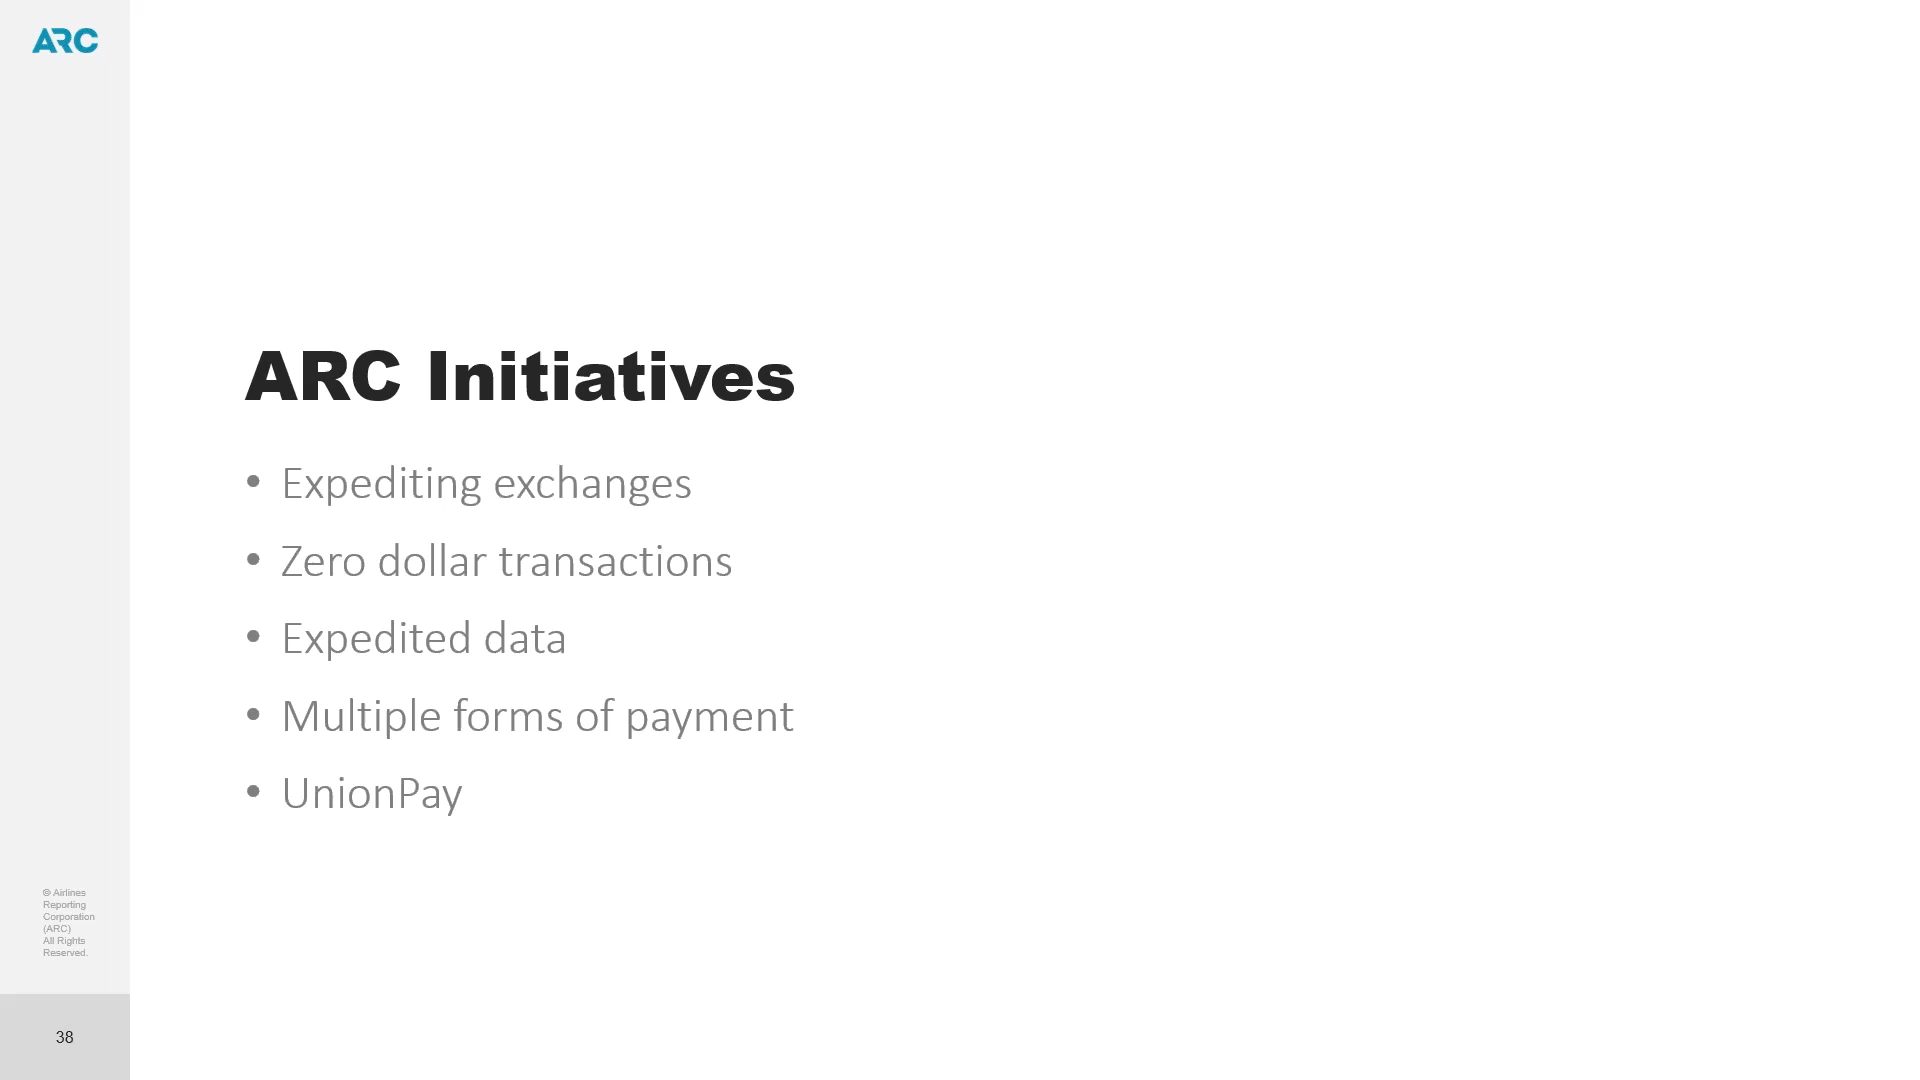 ARC
ARC Initiatives
• Expediting exchanges
• Zero dollar transactions
• Expedited data
• Multiple forms of payment
• UnionPay
© Airlines
Reporting
Corporation
(ARC)
All Rights
Reserved.
38